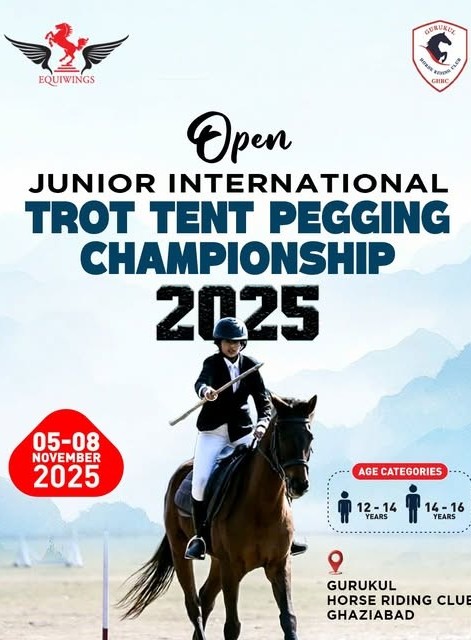 EQUIWINGS
GURUKUL
HORSE RIDING CLUB
GHRC
Open
JUNIOR INTERNATIONAL
TROT TENT PEGGING
CHAMPIONSHIP
2025
05-08
NOVEMBER
2025
AGE CATEGORIES
12 - 14
YEARS
14 - 16
YEARS
GURUKUL
HORSE RIDING CLUB
GHAZIABAD